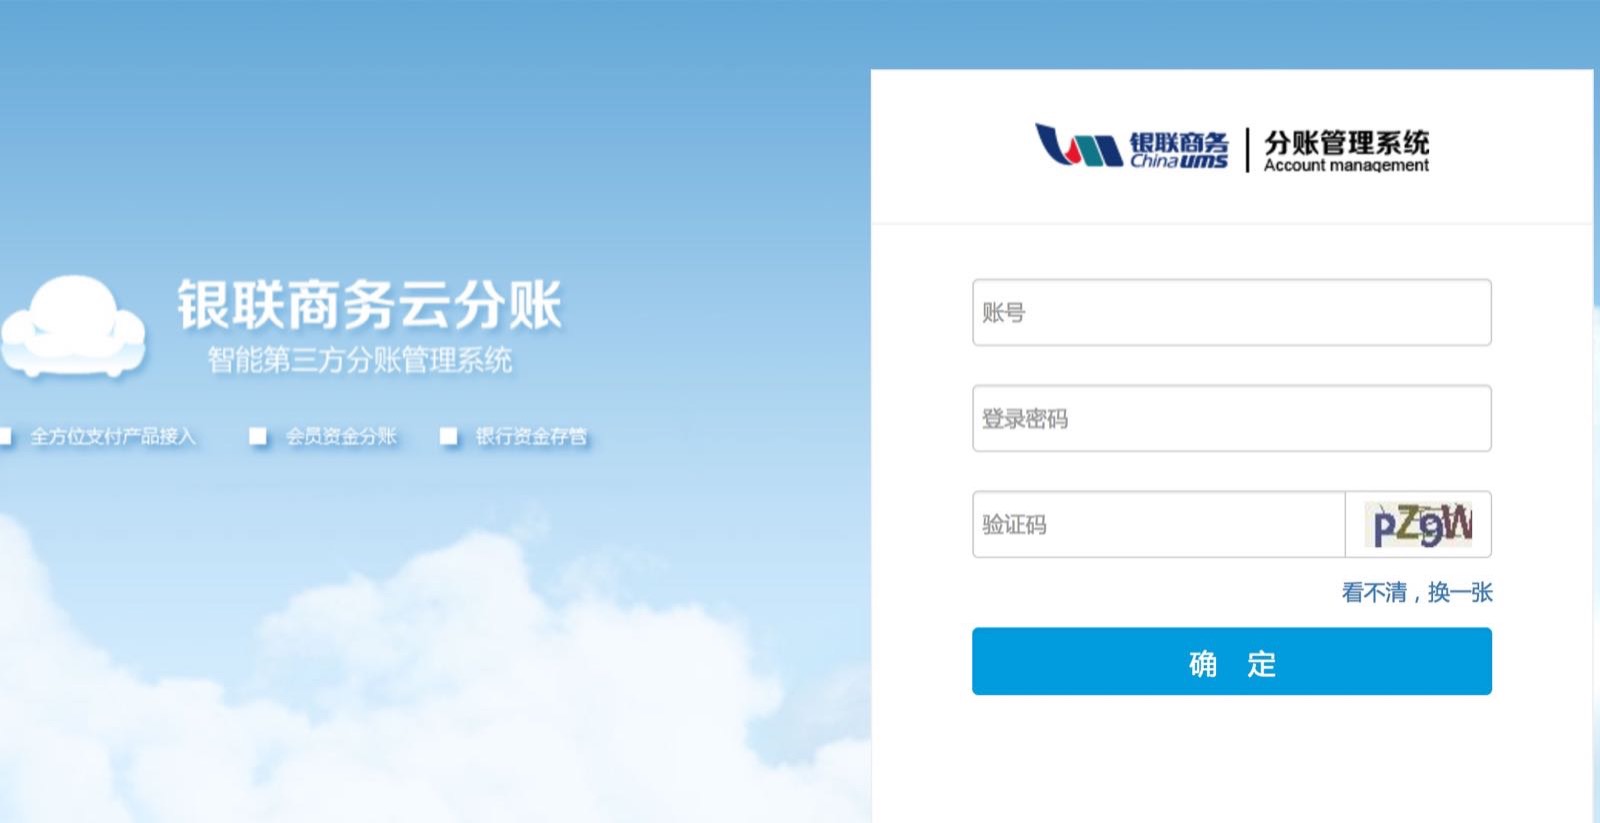 银联商务云分账
智能第三方分账管理系统
全方位支付产品接入
会员资金分账
银行资金存管
银联商务 China ums
分账管理系统
Account management
账号
登录密码
验证码
pZ9W
看不清，换一张
确 定